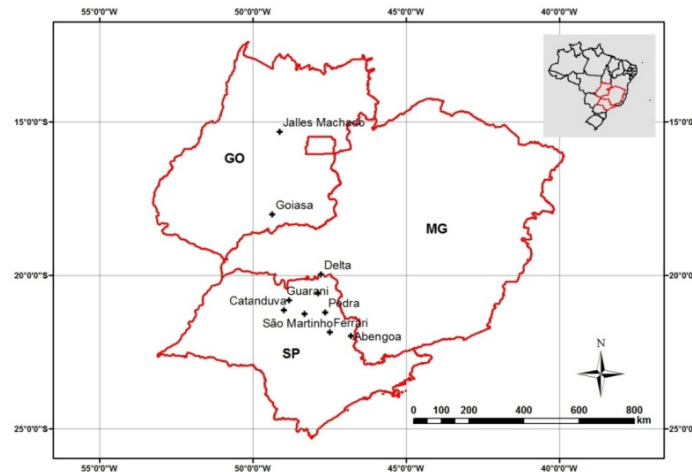 55°0'0"W 50°0'0"W 45°0'0"W 40°0'0"W
15°0'0"S 15°0'0"S
Jalles Machado
GO
Goiasa
MG
20°0'0"S 20°0'0"S
Delta
Guarani
Catanduva Pedra
São Martinho Ferrari
Abengoa
SP
N
0 100 200 400 600 800
km
25°0'0"S 25°0'0"S
55°0'0"W 50°0'0"W 45°0'0"W 40°0'0"W